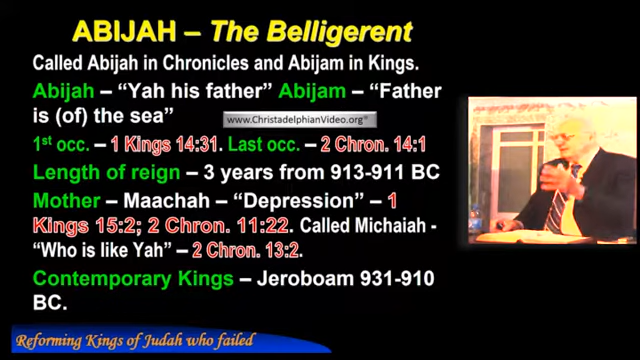 ABIJAH – The Belligerent
Called Abijah in Chronicles and Abijam in Kings.
Abijah – “Yah his father” Abijam – “Father
is (of) the sea”
www.ChristadelphianVideo.org®
1st occ. – 1 Kings 14:31. Last occ. – 2 Chron. 14:1
Length of reign – 3 years from 913-911 BC
Mother – Maachah – “Depression” – 1
Kings 15:2; 2 Chron. 11:22. Called Michaiah -
“Who is like Yah” – 2 Chron. 13:2.
Contemporary Kings – Jeroboam 931-910
BC.
Reforming Kings of Judah who failed